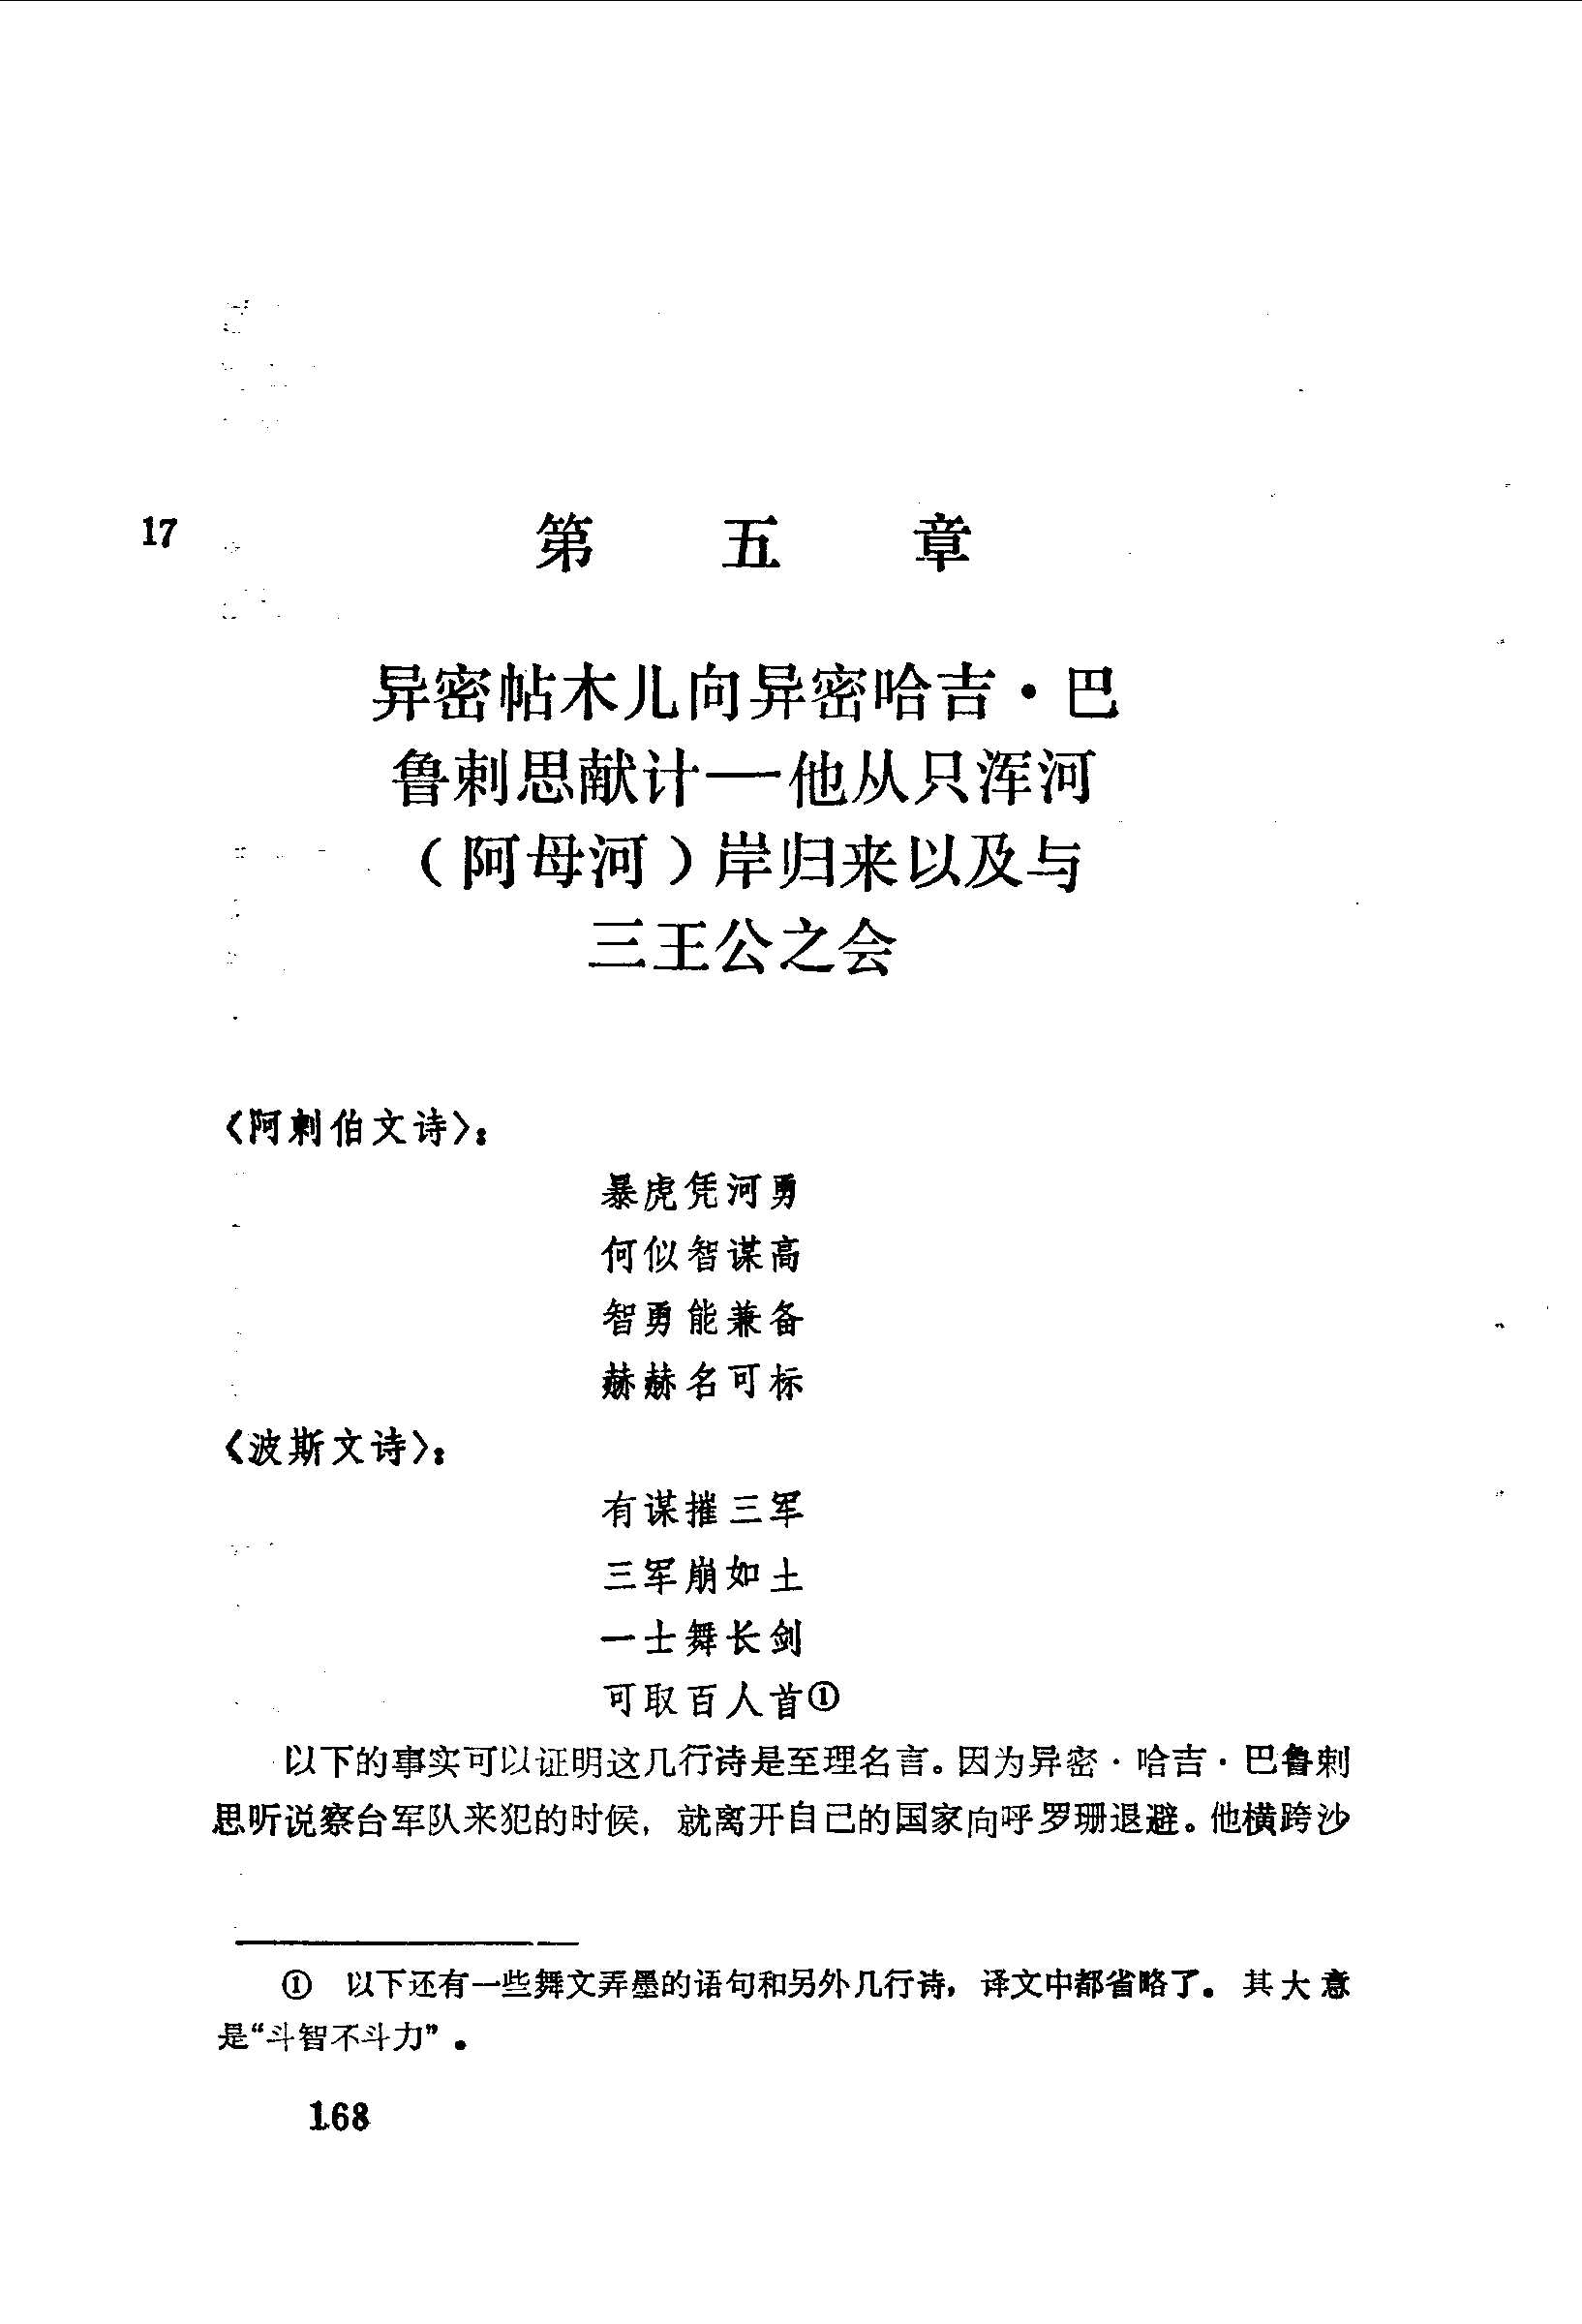 17
第五章
异密帖木儿向异密哈吉·巴
鲁剌思献计—他从只浑河
（阿母河）岸归来以及与
三王公之会
〈阿剌伯文诗〉：
暴虎凭河勇
何似智谋高
智勇能兼备
赫赫名可标
〈波斯文诗〉：
有谋摧三军
三军崩如土
一士舞长剑
可取百人首①
以下的事实可以证明这几行诗是至理名言。因为异密·哈吉·巴鲁剌
思听说察台军队来犯的时候，就离开自己的国家向呼罗珊退避。他横跨沙
① 以下还有一些舞文弄墨的语句和另外几行诗，译文中都省略了。其大意
是“斗智不斗力”。
168